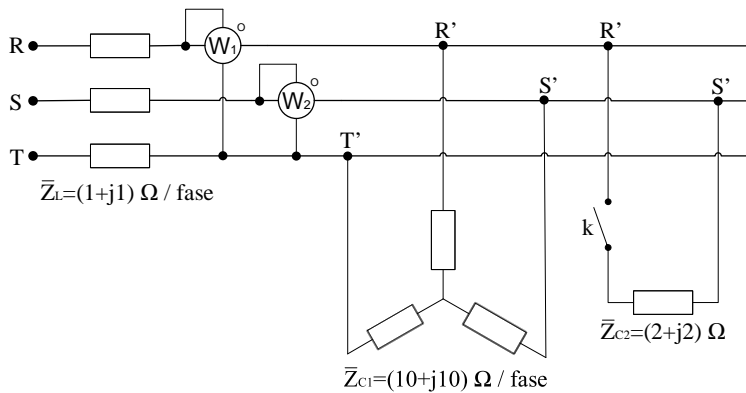 R W₁ O R’ R’
S W₂ O S’ S’
T T’
Z̅L=(1+j1) Ω / fase
k
Z̅C2=(2+j2) Ω
Z̅C1=(10+j10) Ω / fase